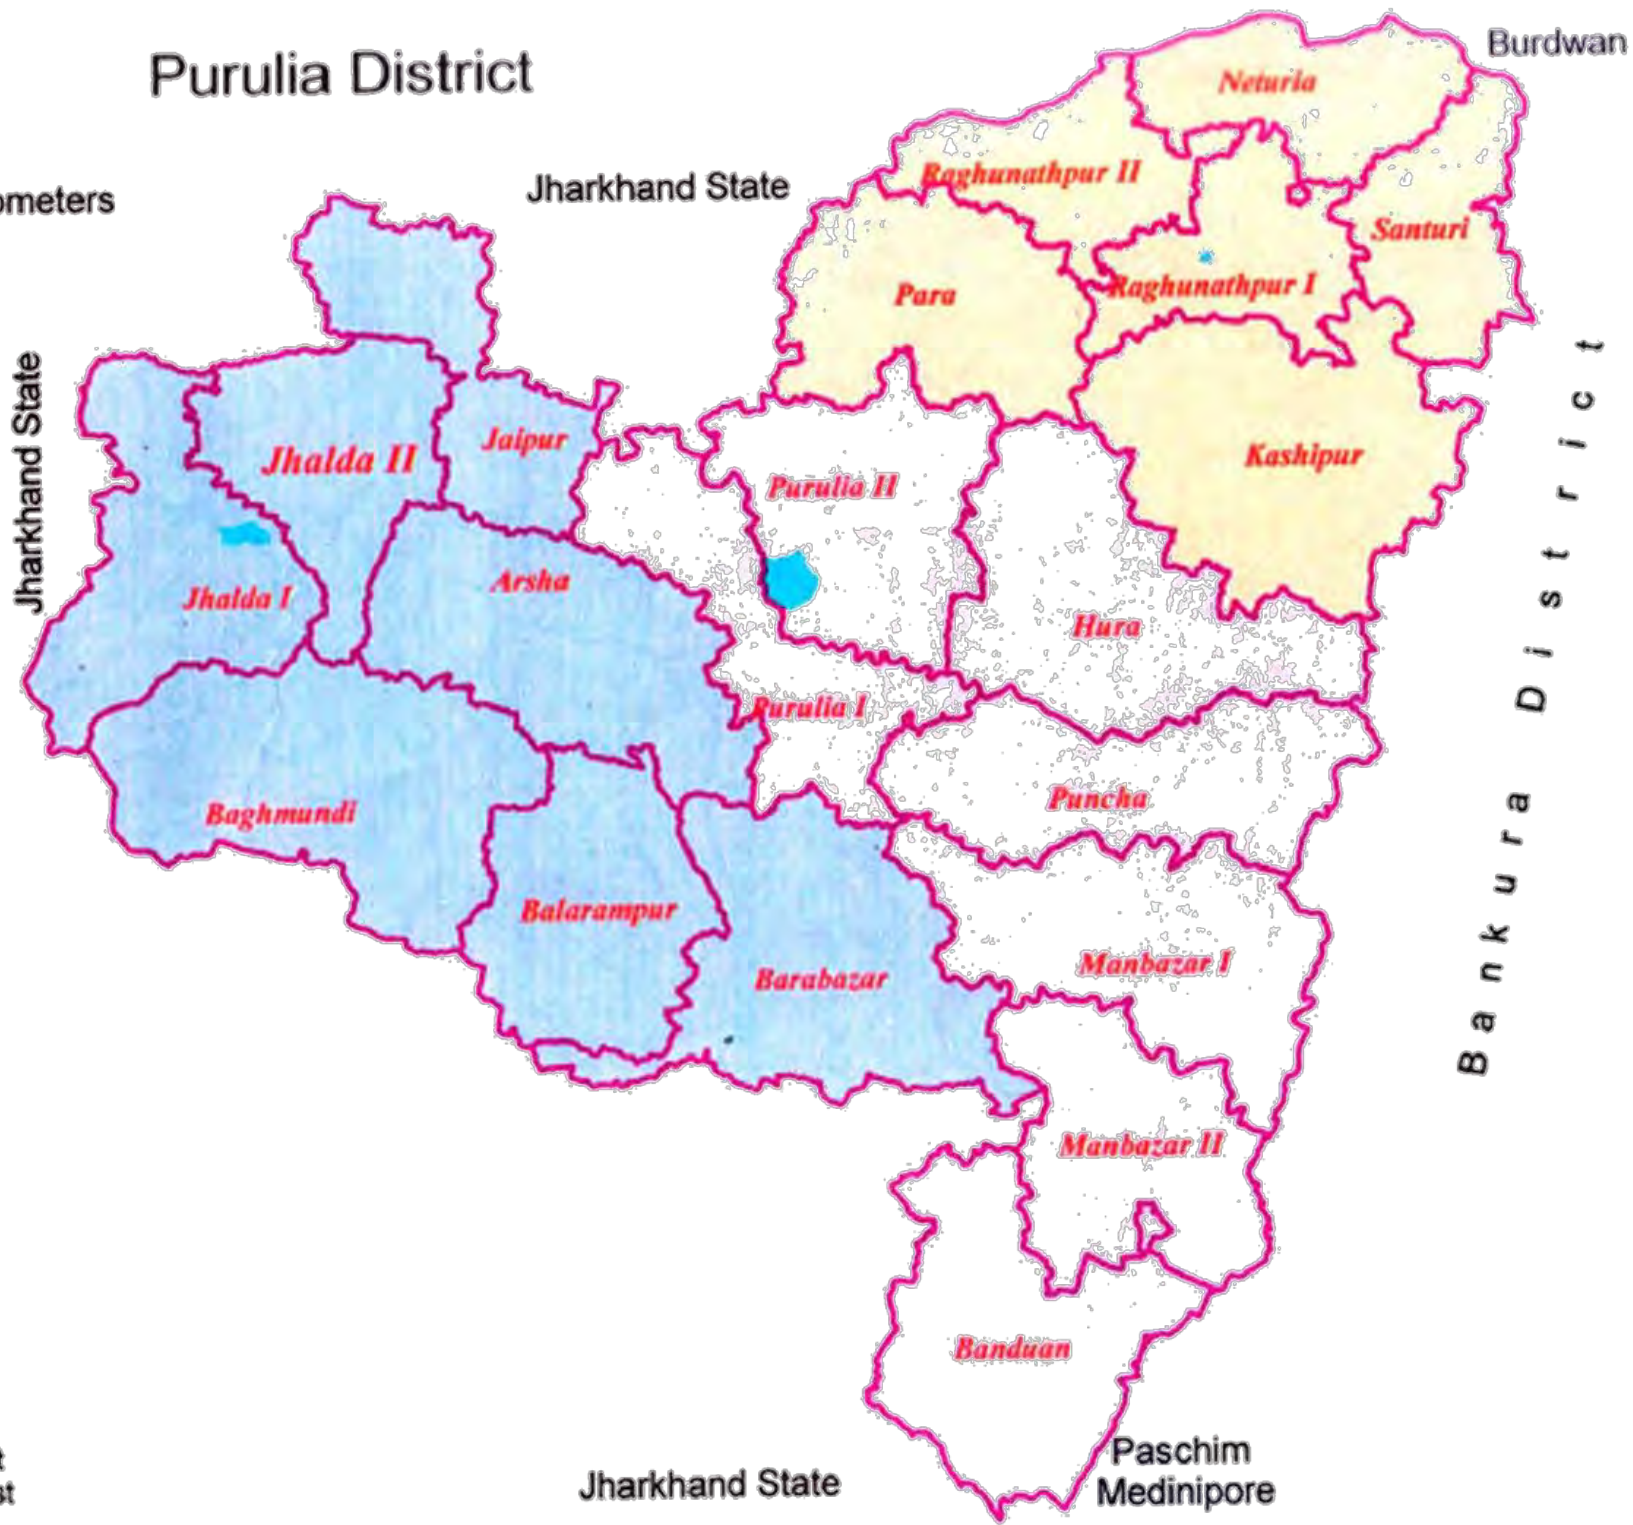 Purulia District
Burdwan
Neturia
ometers
Jharkhand State
Raghunathpur II
Santuri
Para
Raghunathpur I
Jharkhand State
Jhalda II
Jaipur
Purulia II
Kashipur
Bankura District
Jhalda I
Arsha
Hura
Purulia I
Baghmundi
Puncha
Balarampur
Barabazar
Manbazar I
Manbazar II
Banduan
Jharkhand State
Paschim
Medinipore
st